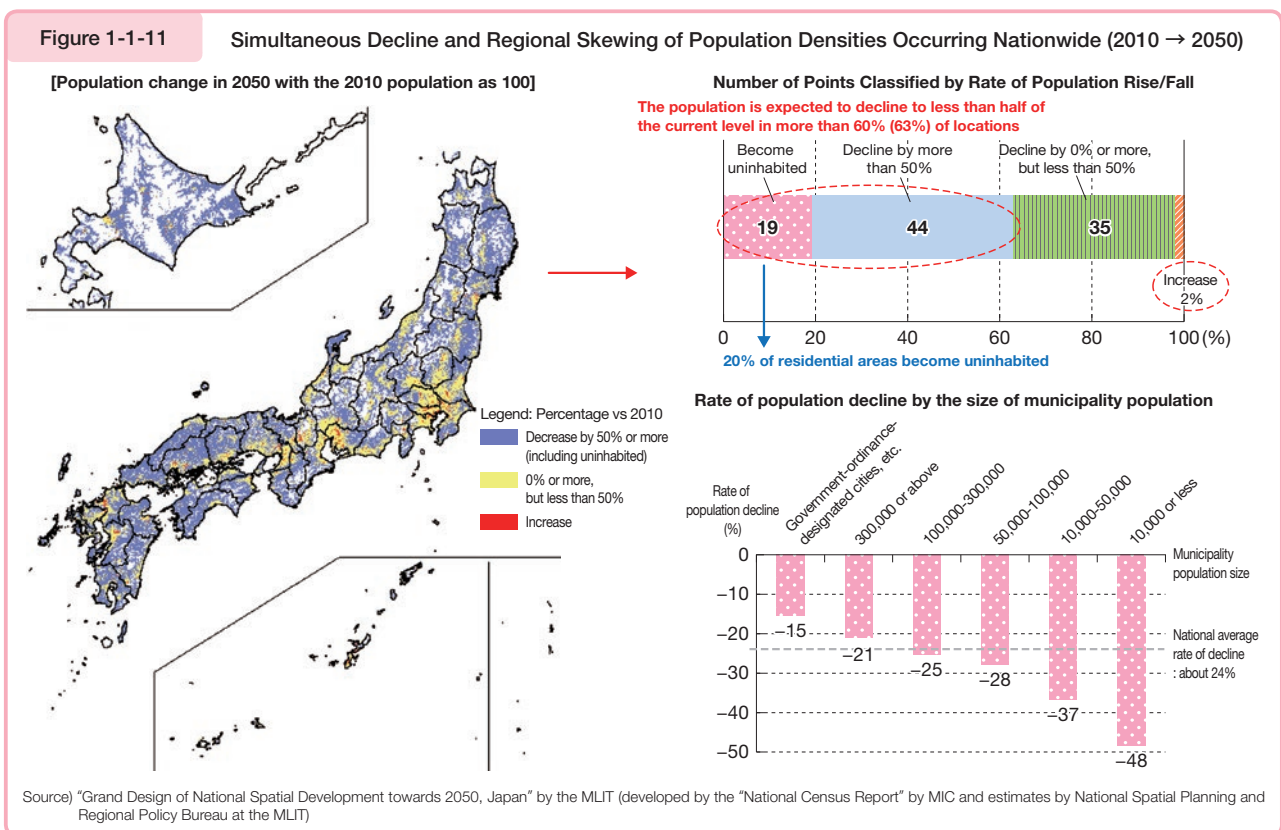 Figure 1-1-11
Simultaneous Decline and Regional Skewing of Population Densities Occurring Nationwide (2010 → 2050)
[Population change in 2050 with the 2010 population as 100]
Legend: Percentage vs 2010
Decrease by 50% or more
(including uninhabited)
0% or more,
but less than 50%
Increase
Number of Points Classified by Rate of Population Rise/Fall
The population is expected to decline to less than half of
the current level in more than 60% (63%) of locations
Become
uninhabited
Decline by more
than 50%
Decline by 0% or more,
but less than 50%
19
44
35
Increase
2%
0 20 40 60 80 100 (%)
20% of residential areas become uninhabited
Rate of population decline by the size of municipality population
Rate of
population decline
(%)
Government-ordinance-
designated cities, etc.
300,000 or above
100,000-300,000
50,000-100,000
10,000-50,000
10,000 or less
Municipality
population size
0
−10
−20
−30
−40
−50
−15
−21
−25
−28
−37
−48
National average
rate of decline
: about 24%
Source) "Grand Design of National Spatial Development towards 2050, Japan" by the MLIT (developed by the "National Census Report" by MIC and estimates by National Spatial Planning and
Regional Policy Bureau at the MLIT)